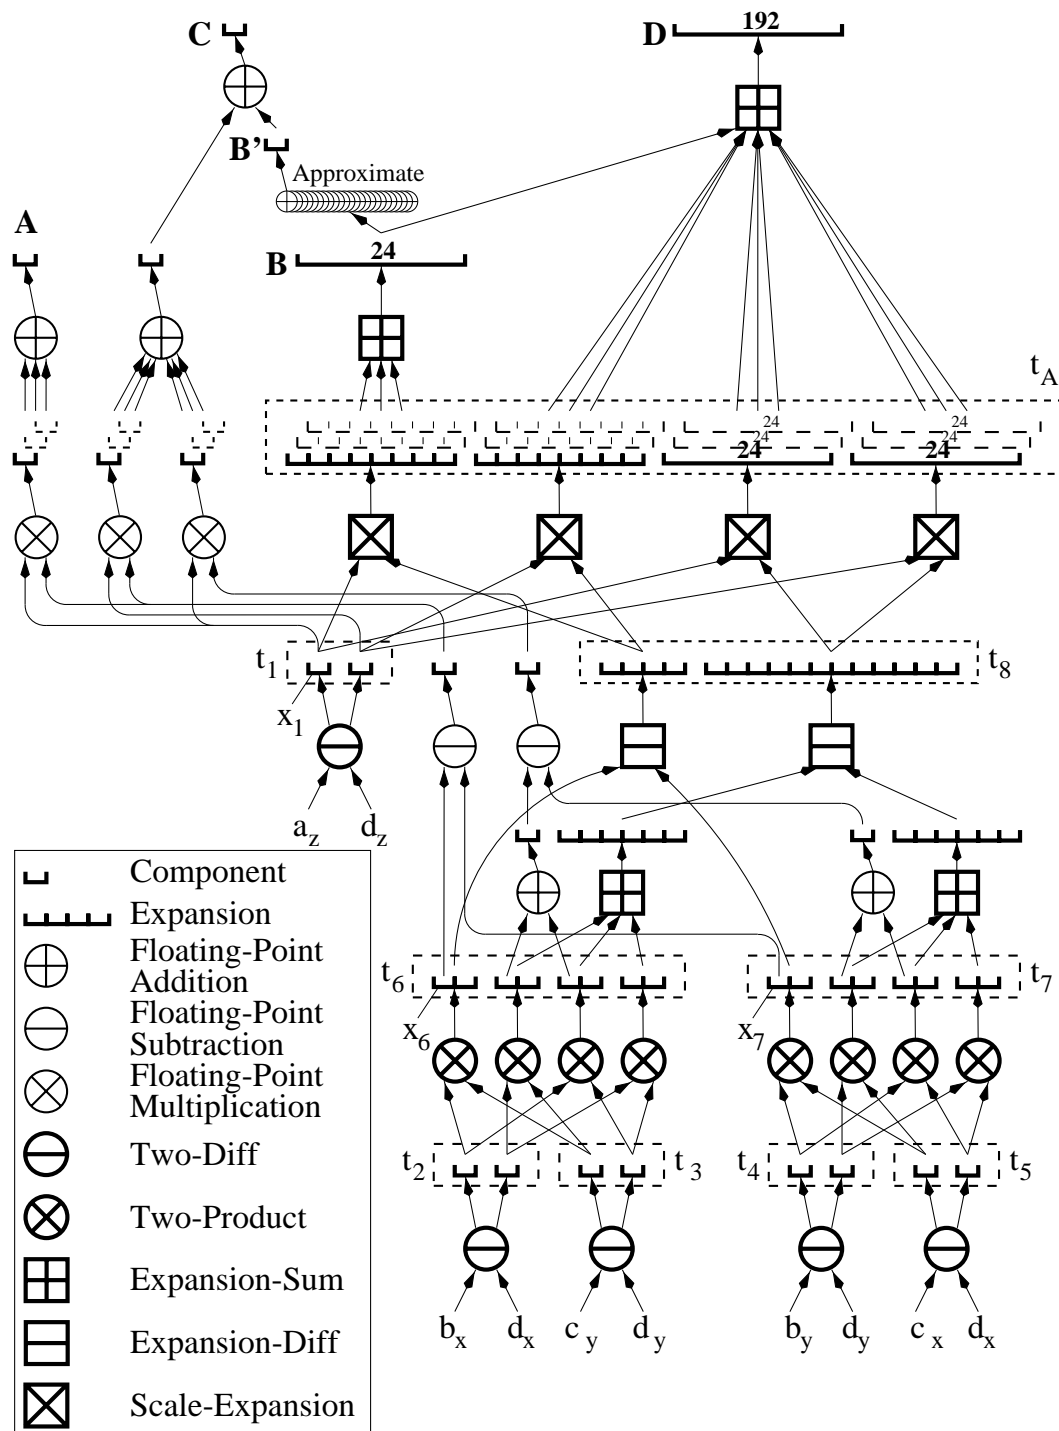 C
192
D
B'
Approximate
A
24
B
t_A
24
24
24
24
24
24
t_1
t_8
x_1
a_z
d_z
t_6
t_7
x_6
x_7
t_2
t_3
t_4
t_5
b_x
d_x
c_y
d_y
b_y
d_y
c_x
d_x
Component
Expansion
Floating-Point
Addition
Floating-Point
Subtraction
Floating-Point
Multiplication
Two-Diff
Two-Product
Expansion-Sum
Expansion-Diff
Scale-Expansion